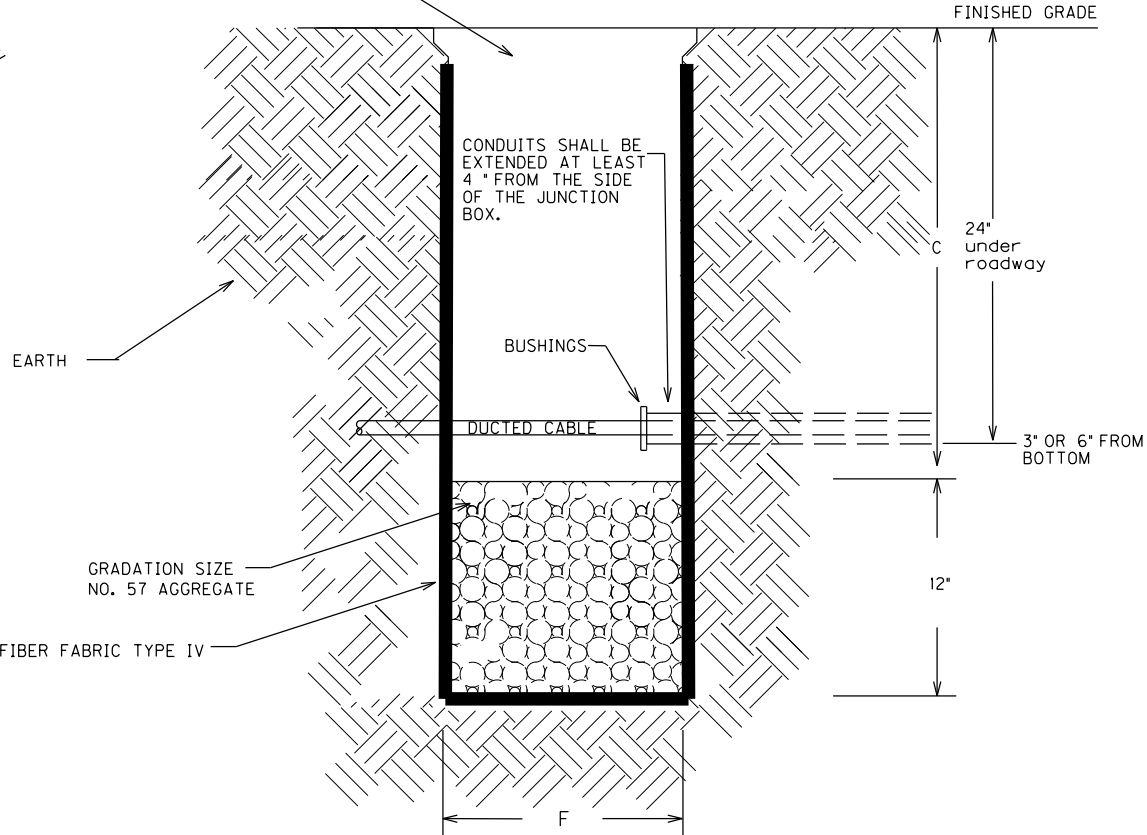 FINISHED GRADE
CONDUITS SHALL BE
EXTENDED AT LEAST
4 " FROM THE SIDE
OF THE JUNCTION
BOX.
C
24"
under
roadway
EARTH
BUSHINGS
DUCTED CABLE
3" OR 6" FROM
BOTTOM
GRADATION SIZE
NO. 57 AGGREGATE
12"
FIBER FABRIC TYPE IV
F